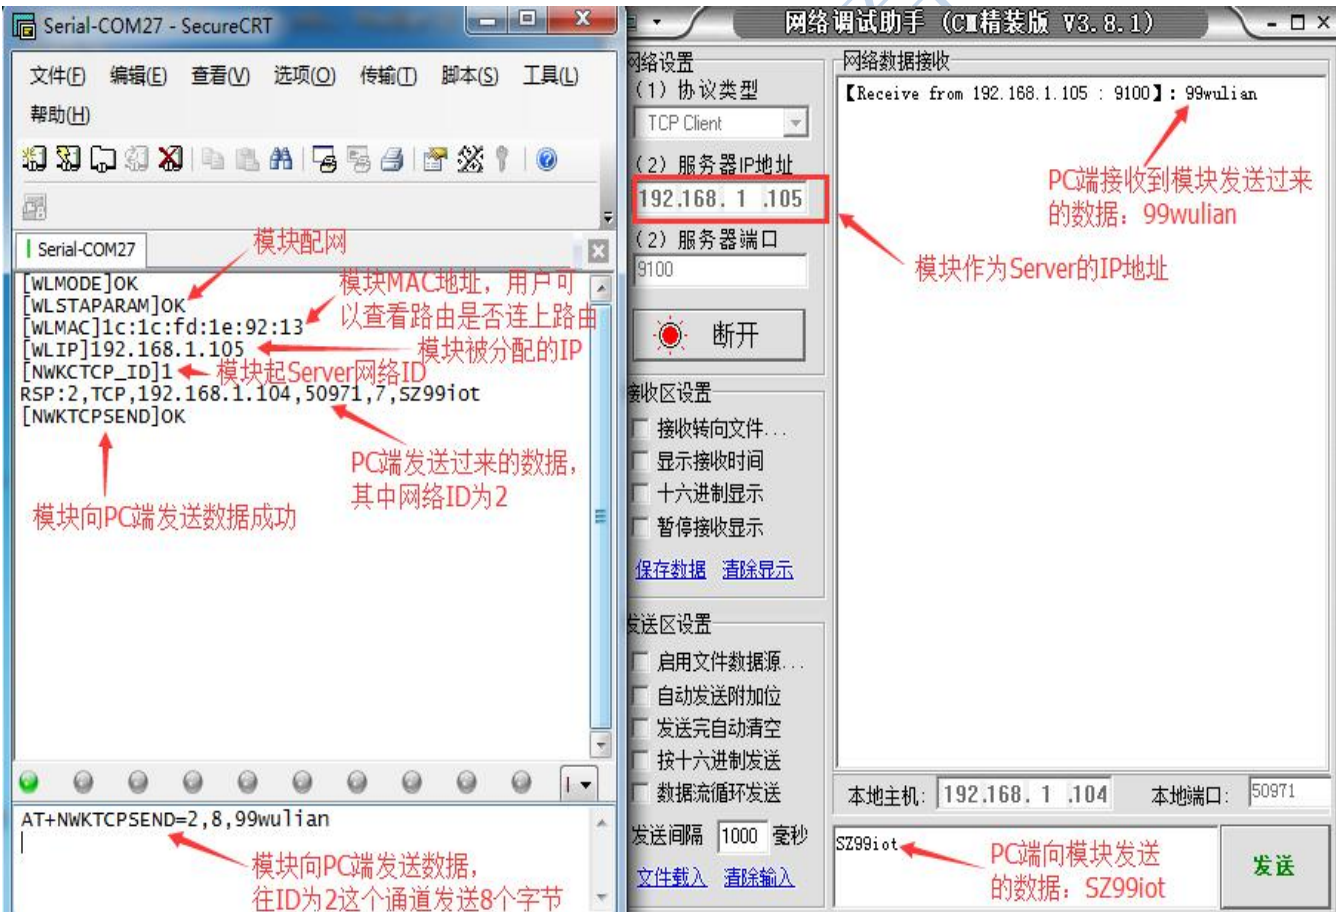 Serial-COM27 - SecureCRT
文件(F) 编辑(E) 查看(V) 选项(O) 传输(T) 脚本(S) 工具(L)
帮助(H)
Serial-COM27
模块配网
[WLMODE]OK
[WLSTAPARAM]OK
[WLMAC]1c:1c:fd:1e:92:13
[WLIP]192.168.1.105
[NWKCTCP_ID]1
RSP:2,TCP,192.168.1.104,50971,7,SZ99iot
[NWKTCPSEND]OK
模块MAC地址，用户可
以查看路由是否连上路由
模块被分配的IP
模块起Server网络ID
PC端发送过来的数据，
其中网络ID为2
模块向PC端发送数据成功
AT+NWKTCPSEND=2,8,99wulian
模块向PC端发送数据，
往ID为2这个通道发送8个字节
网络调试助手 (CM精装版 V3.8.1)
网络设置
(1) 协议类型
TCP Client
(2) 服务器IP地址
192.168. 1 .105
(2) 服务器端口
9100
断开
接收区设置
接收转向文件...
显示接收时间
十六进制显示
暂停接收显示
保存数据 清除显示
发送区设置
启用文件数据源...
自动发送附加位
发送完自动清空
按十六进制发送
数据流循环发送
发送间隔 1000 毫秒
文件载入 清除输入
网络数据接收
【Receive from 192.168.1.105 : 9100】: 99wulian
PC端接收到模块发送过来
的数据：99wulian
模块作为Server的IP地址
本地主机: 192.168. 1 .104 本地端口: 50971
SZ99iot
PC端向模块发送
的数据：SZ99iot
发送